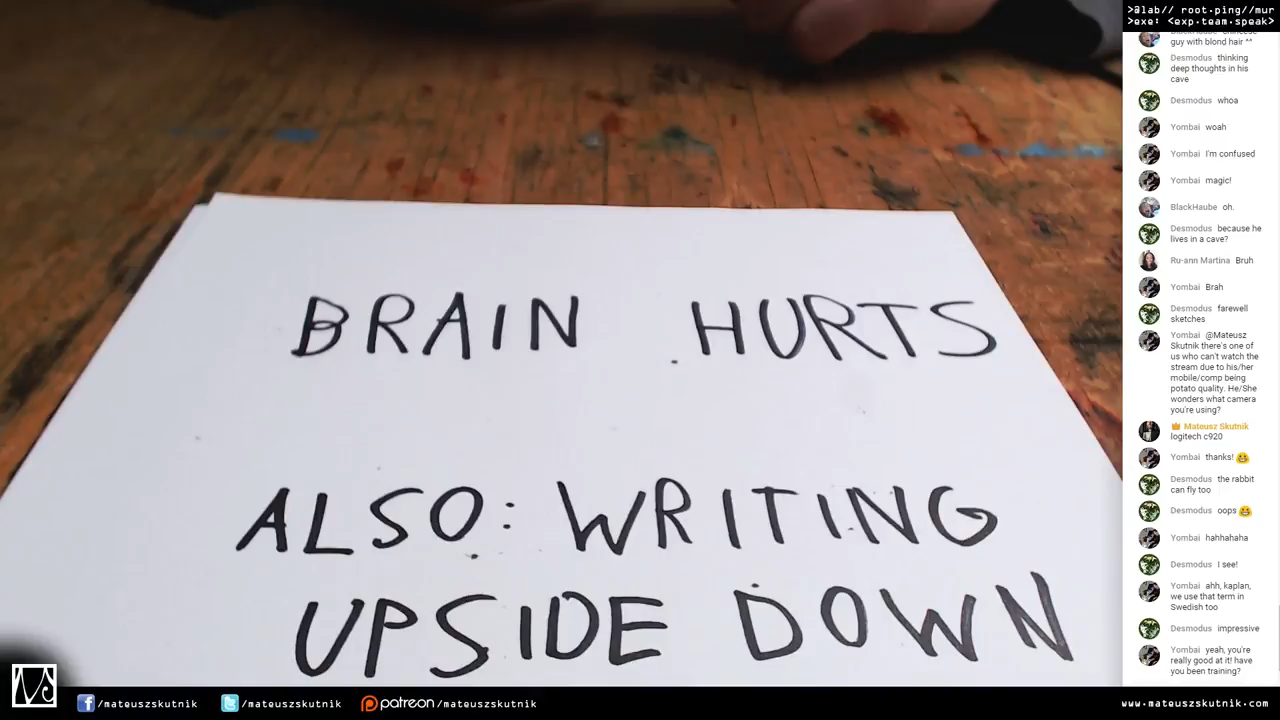 >@lab// root.ping//mur
>exe: <exp.team.speak>
guy with blond hair ^^
Desmodus thinking
deep thoughts in his
cave
Desmodus whoa
Yombai woah
Yombai I'm confused
Yombai magic!
BlackHaube oh.
Desmodus because he
lives in a cave?
Ru-ann Martina Bruh
Yombai Brah
Desmodus farewell
sketches
Yombai @Mateusz
Skutnik there's one of
us who can't watch the
stream due to his/her
mobile/comp being
potato quality. He/She
wonders what camera
you're using?
Mateusz Skutnik
logitech c920
Yombai thanks! 😄
Desmodus the rabbit
can fly too
Desmodus oops 😄
Yombai hahhahaha
Desmodus I see!
Yombai ahh, kaplan,
we use that term in
Swedish too
Desmodus impressive
Yombai yeah, you're
really good at it! have
you been training?
BRAIN HURTS
ALSO: WRITING
UPSIDE DOWN
/mateuszskutnik /mateuszskutnik patreon/mateuszskutnik www.mateuszskutnik.com